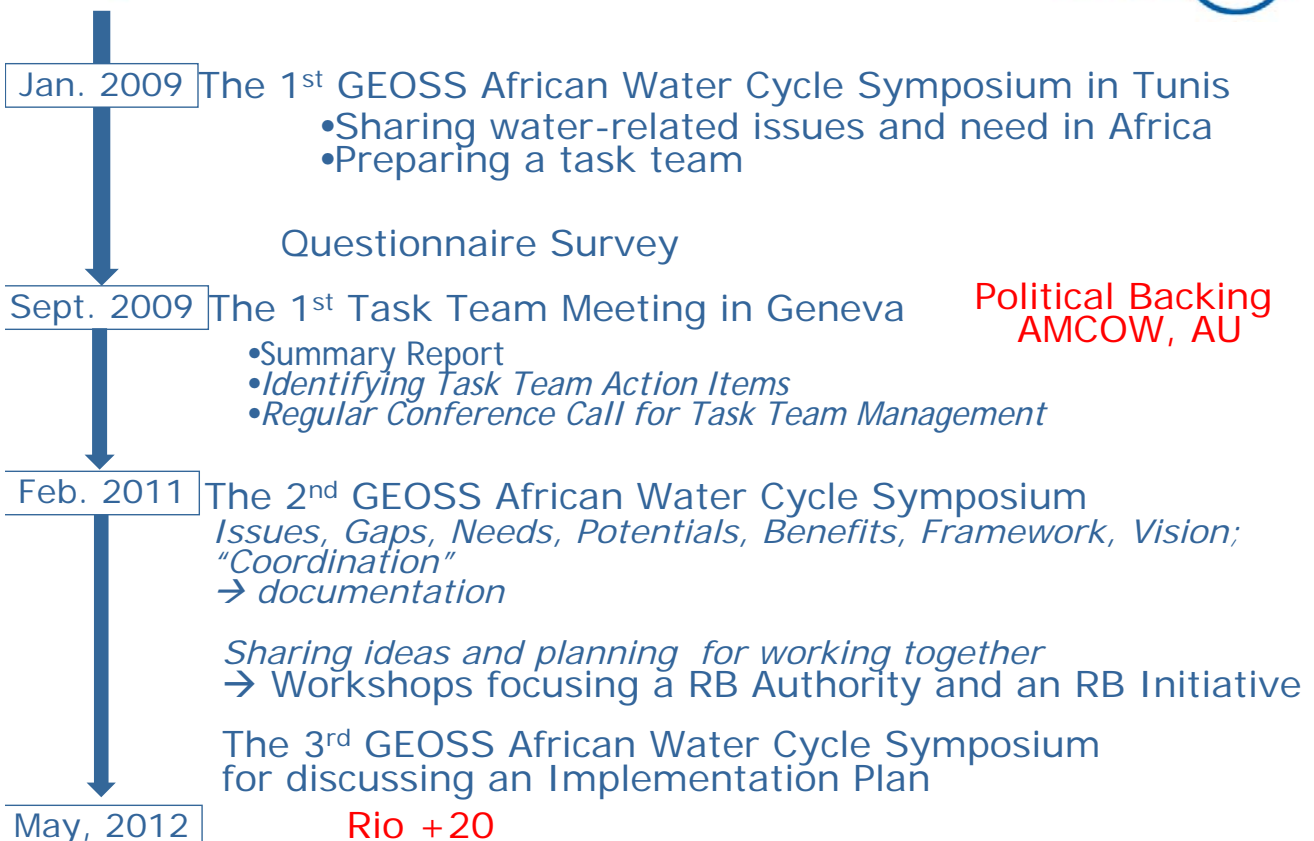 Jan. 2009 The 1st GEOSS African Water Cycle Symposium in Tunis
•Sharing water-related issues and need in Africa
•Preparing a task team
Questionnaire Survey
Sept. 2009 The 1st Task Team Meeting in Geneva
Political Backing
AMCOW, AU
•Summary Report
•Identifying Task Team Action Items
•Regular Conference Call for Task Team Management
Feb. 2011 The 2nd GEOSS African Water Cycle Symposium
Issues, Gaps, Needs, Potentials, Benefits, Framework, Vision;
“Coordination”
→ documentation
Sharing ideas and planning for working together
→ Workshops focusing a RB Authority and an RB Initiative
The 3rd GEOSS African Water Cycle Symposium
for discussing an Implementation Plan
May, 2012 Rio +20